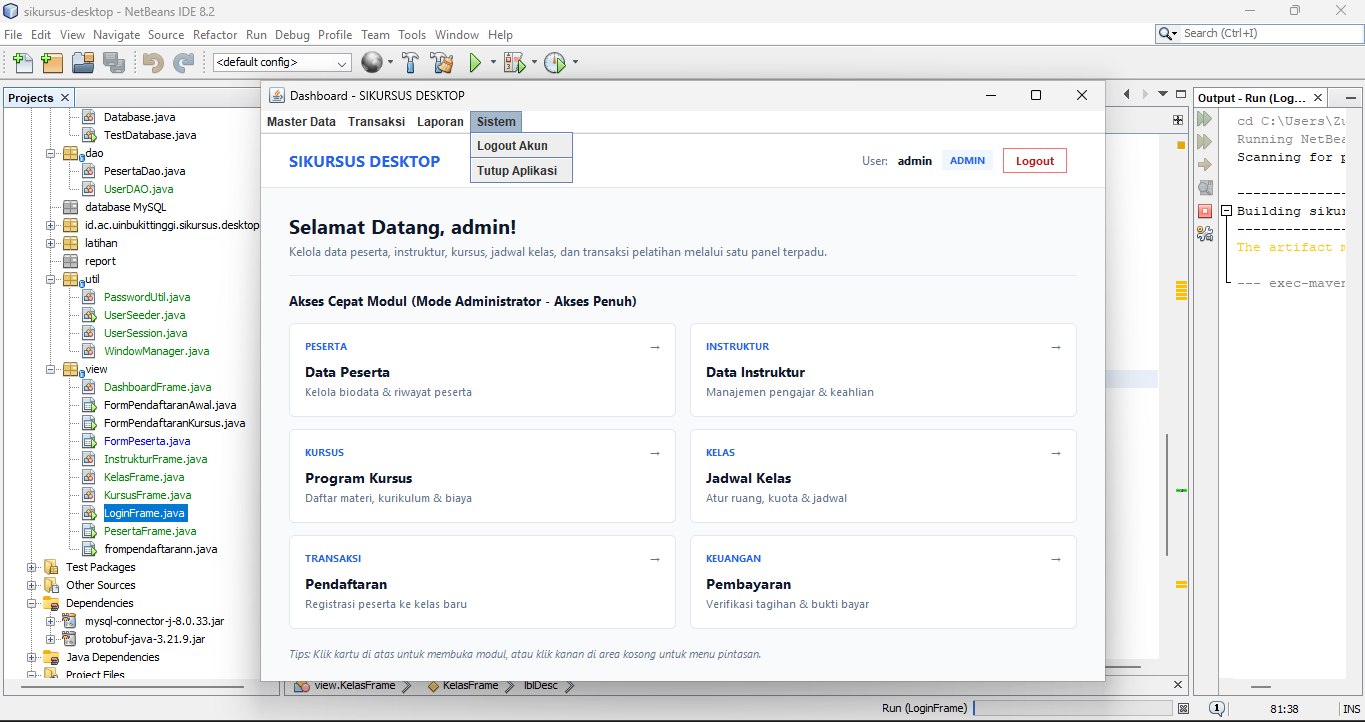 sikursus-desktop - NetBeans IDE 8.2
File Edit View Navigate Source Refactor Run Debug Profile Team Tools Window Help
Search (Ctrl+I)
<default config>
Projects
Database.java
TestDatabase.java
dao
PesertaDao.java
UserDAO.java
database MySQL
id.ac.uinbukittinggi.sikursus.desktop
latihan
report
util
PasswordUtil.java
UserSeeder.java
UserSession.java
WindowManager.java
view
DashboardFrame.java
FormPendaftaranAwal.java
FormPendaftaranKursus.java
FormPeserta.java
InstrukturFrame.java
KelasFrame.java
KursusFrame.java
LoginFrame.java
PesertaFrame.java
frompendaftarann.java
Test Packages
Other Sources
Dependencies
mysql-connector-j-8.0.33.jar
protobuf-java-3.21.9.jar
Java Dependencies
Project Files
Dashboard - SIKURSUS DESKTOP
Master Data Transaksi Laporan Sistem
Logout Akun
Tutup Aplikasi
SIKURSUS DESKTOP
User: admin ADMIN Logout
Selamat Datang, admin!
Kelola data peserta, instruktur, kursus, jadwal kelas, dan transaksi pelatihan melalui satu panel terpadu.
Akses Cepat Modul (Mode Administrator - Akses Penuh)
PESERTA →
Data Peserta
Kelola biodata & riwayat peserta
INSTRUKTUR →
Data Instruktur
Manajemen pengajar & keahlian
KURSUS →
Program Kursus
Daftar materi, kurikulum & biaya
KELAS →
Jadwal Kelas
Atur ruang, kuota & jadwal
TRANSAKSI →
Pendaftaran
Registrasi peserta ke kelas baru
KEUANGAN →
Pembayaran
Verifikasi tagihan & bukti bayar
Tips: Klik kartu di atas untuk membuka modul, atau klik kanan di area kosong untuk menu pintasan.
view.KelasFrame KelasFrame lblDesc
Output - Run (Log...
cd C:\Users\Zu
Running NetBea
Scanning for p
------------------
Building sikur
------------------
The artifact m
--- exec-maven
Run (LoginFrame)
1
81:38
INS